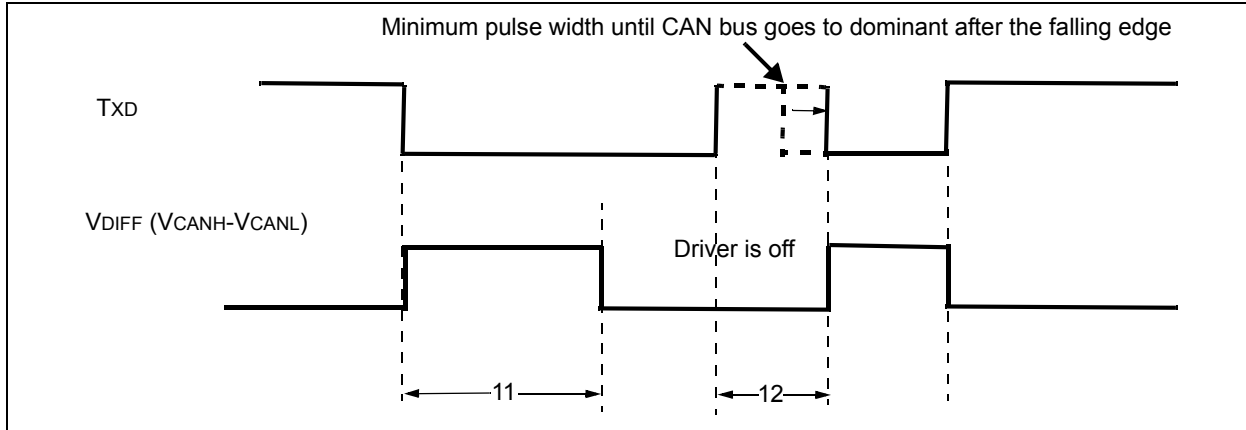 Minimum pulse width until CAN bus goes to dominant after the falling edge
TXD
VDIFF (VCANH-VCANL)
Driver is off
11
12